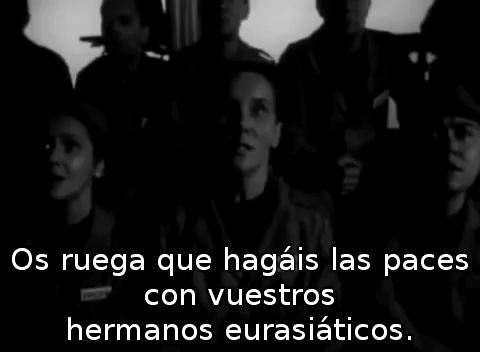 Os ruega que hagáis las paces
con vuestros
hermanos eurasiáticos.